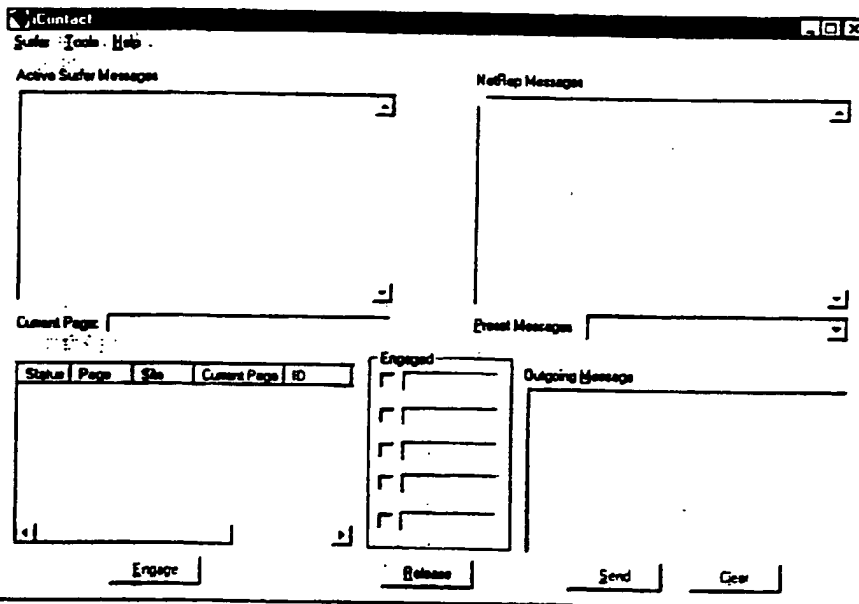 iContact
Surfer Tools Help
Active Surfer Messages
NetRep Messages
Current Page:
Preset Messages
Status Page Site Current Page ID
Engaged
Outgoing Message
Engage Release Send Clear